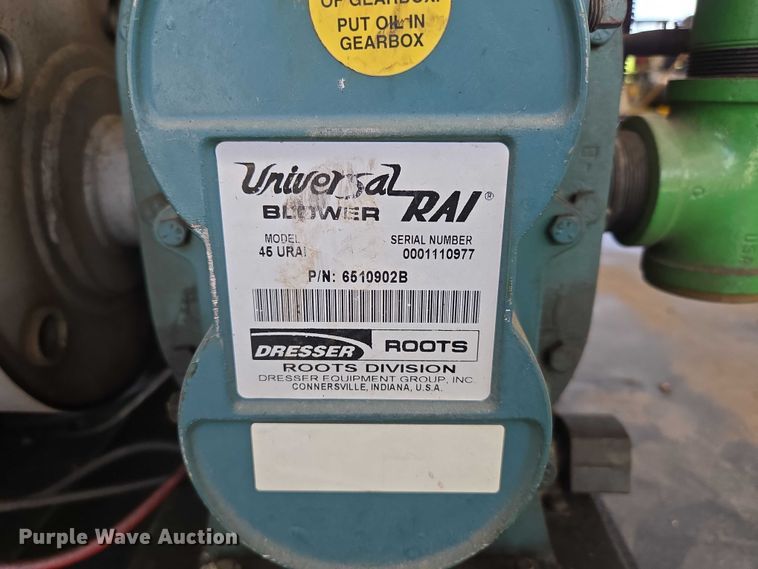 OF GEARBOX.
PUT OIL IN
GEARBOX
Universal RAI®
BLOWER
MODEL SERIAL NUMBER
45 URAI 0001110977
P/N: 6510902B
DRESSER ROOTS
ROOTS DIVISION
DRESSER EQUIPMENT GROUP, INC.
CONNERSVILLE, INDIANA, U.S.A.
USA
Purple Wave Auction